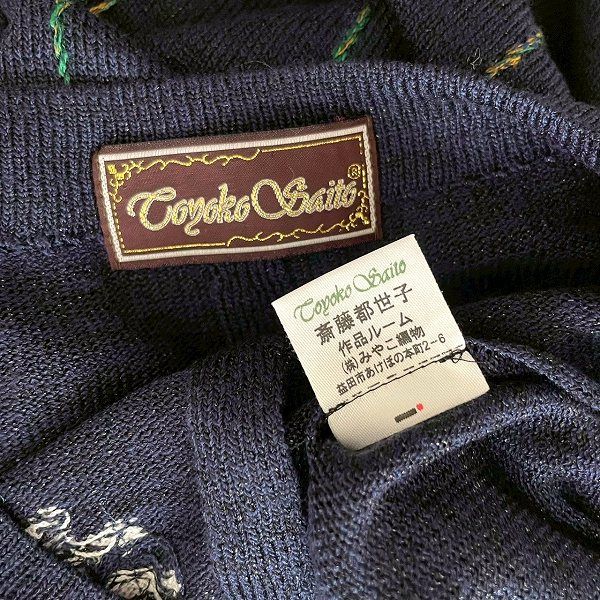 Toyoko Saito®
Toyoko Saito
斎藤都世子
作品ルーム
(株)みやこ編物
益田市あけぼの本町2-6